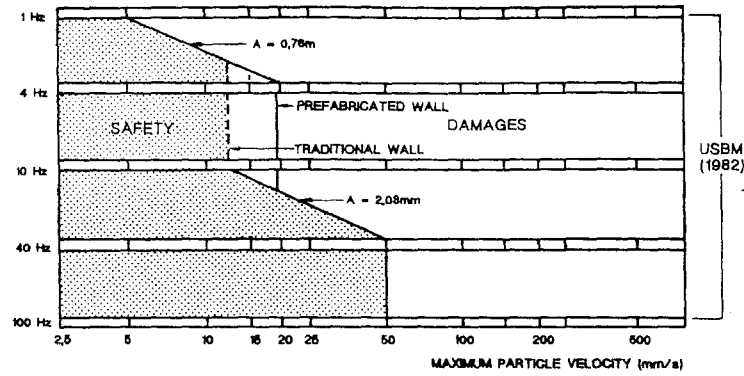 1 Hz
A = 0,76m
4 Hz
PREFABRICATED WALL
SAFETY
DAMAGES
TRADITIONAL WALL
USBM
(1982)
10 Hz
A = 2,03mm
40 Hz
100 Hz
2,5 5 10 15 20 25 50 100 200 500
MAXIMUM PARTICLE VELOCITY (mm/s)